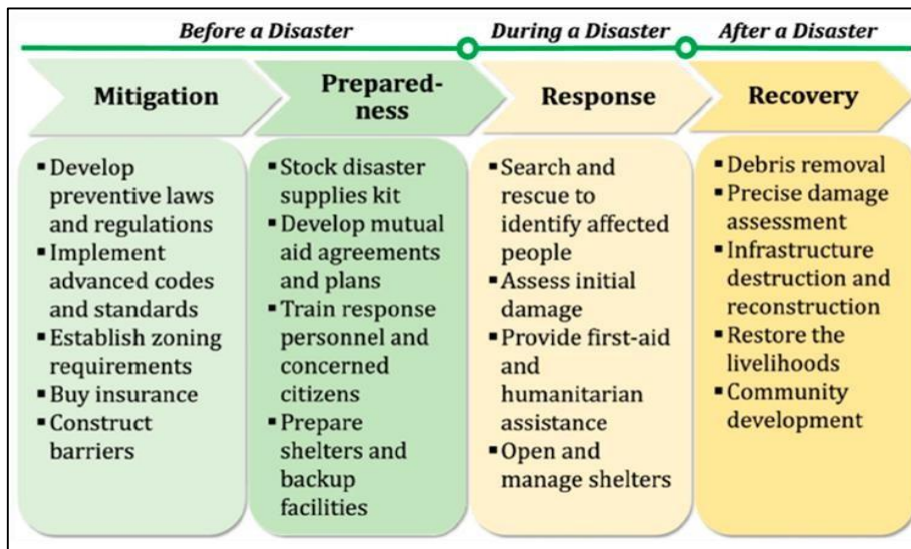 Before a Disaster
During a Disaster
After a Disaster
Mitigation
Prepared-
ness
Response
Recovery
▪ Develop
preventive laws
and regulations
▪ Implement
advanced codes
and standards
▪ Establish zoning
requirements
▪ Buy insurance
▪ Construct
barriers
▪ Stock disaster
supplies kit
▪ Develop mutual
aid agreements
and plans
▪ Train response
personnel and
concerned
citizens
▪ Prepare
shelters and
backup
facilities
▪ Search and
rescue to
identify affected
people
▪ Assess initial
damage
▪ Provide first-aid
and
humanitarian
assistance
▪ Open and
manage shelters
▪ Debris removal
▪ Precise damage
assessment
▪ Infrastructure
destruction and
reconstruction
▪ Restore the
livelihoods
▪ Community
development